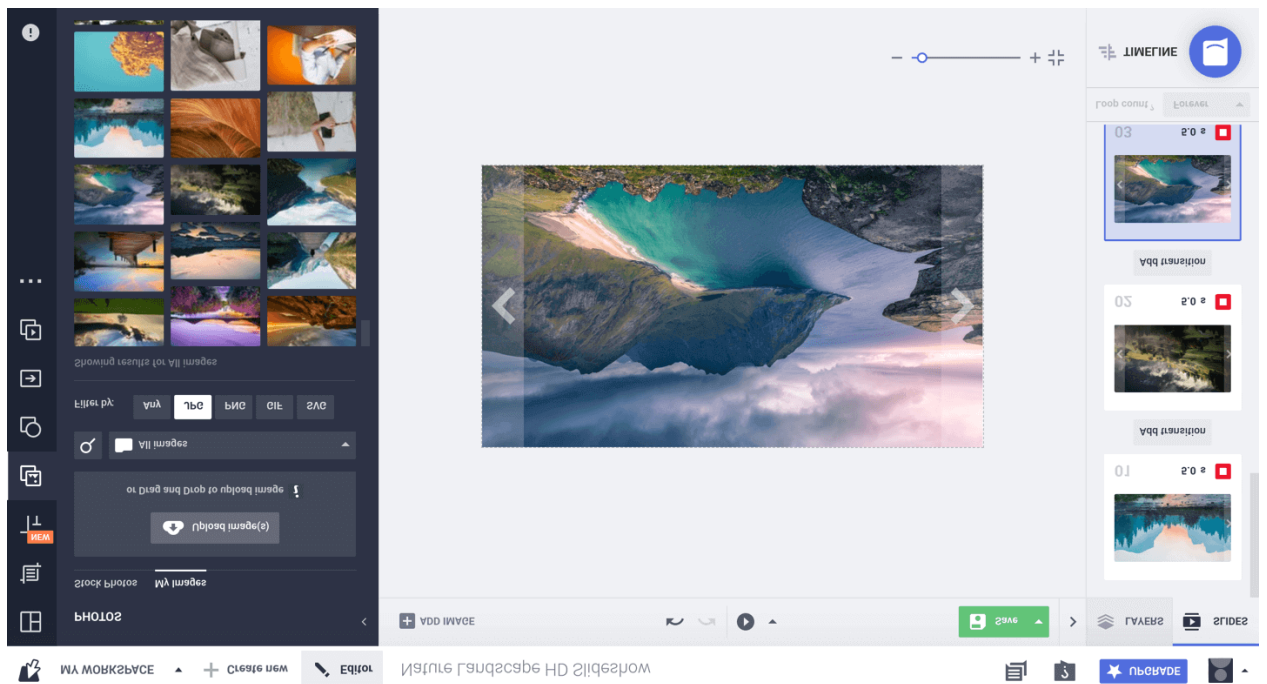 MY WORKSPACE
Create new
Editor
Nature Landscape HD Slideshow
UPGRADE
PHOTOS
ADD IMAGE
Save
LAYERS
SLIDES
Stock Photos
My Images
NEW
Upload image(s)
or Drag and Drop to upload image
All images
Filter by:
Any
JPG
PNG
GIF
SVG
Showing results for All images
01
5.0 s
Add transition
02
5.0 s
Add transition
03
5.0 s
Loop count?
Forever
TIMELINE